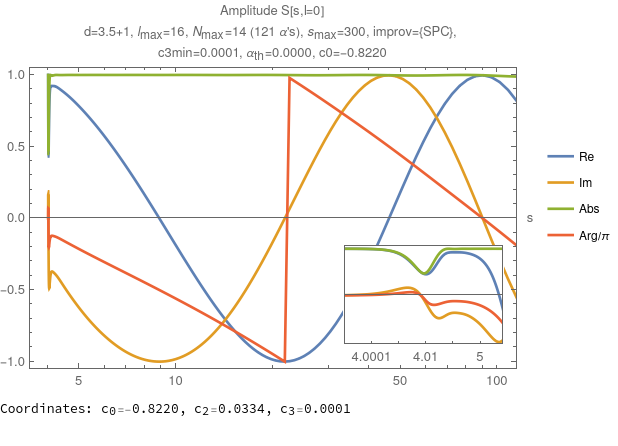 Amplitude S[s,l=0]
d=3.5+1, lmax=16, Nmax=14 (121 α's), smax=300, improv={SPC},
c3min=0.0001, αth=0.0000, c0=-0.8220
1.0
0.5
0.0
-0.5
-1.0
5
10
50
100
s
4.0001
4.01
5
Re
Im
Abs
Arg/π
Coordinates: c0=-0.8220, c2=0.0334, c3=0.0001